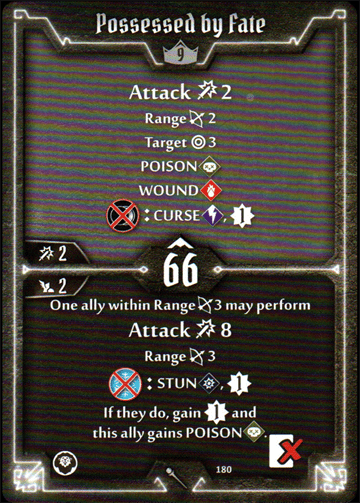 Possessed by Fate
9
Attack 2
Range 2
Target 3
POISON
WOUND
: CURSE , 1
2
66
2
One ally within Range 3 may perform
Attack 8
Range 3
: STUN , 1
If they do, gain 1 and
this ally gains POISON .
180